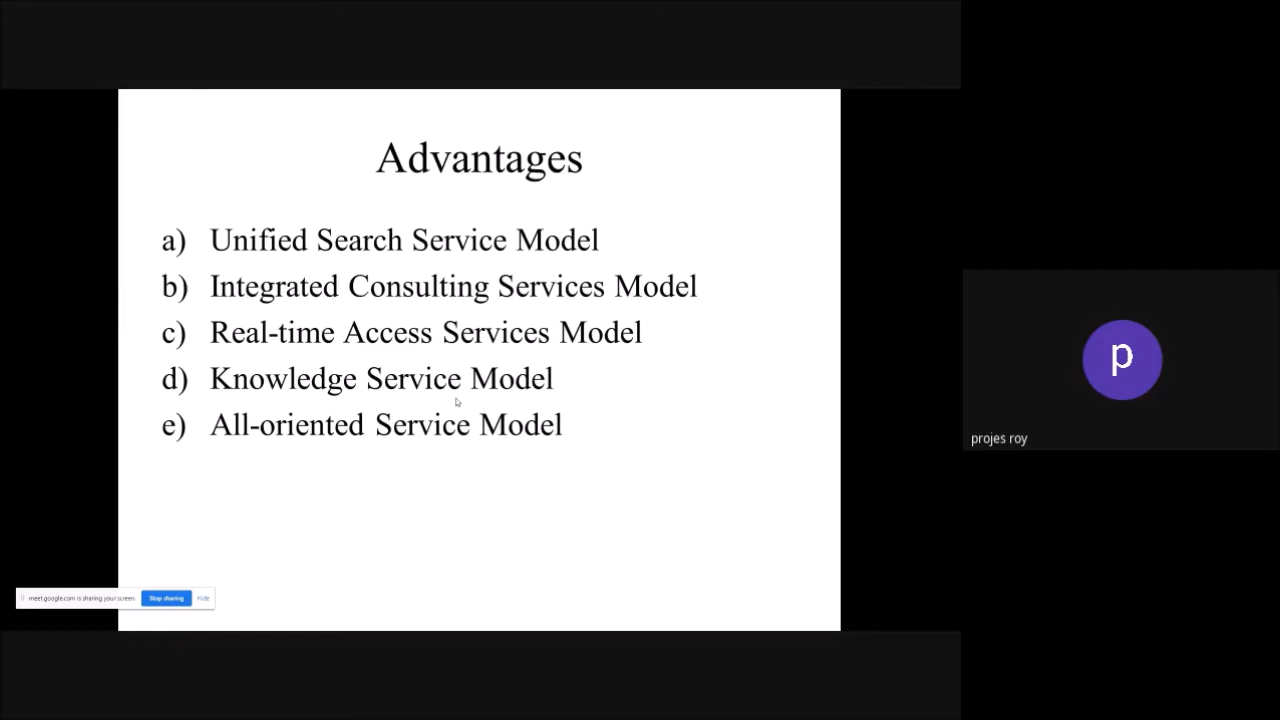 Advantages
a) Unified Search Service Model
b) Integrated Consulting Services Model
c) Real-time Access Services Model
d) Knowledge Service Model
e) All-oriented Service Model
p
projes roy
meet.google.com is sharing your screen. Stop sharing Hide